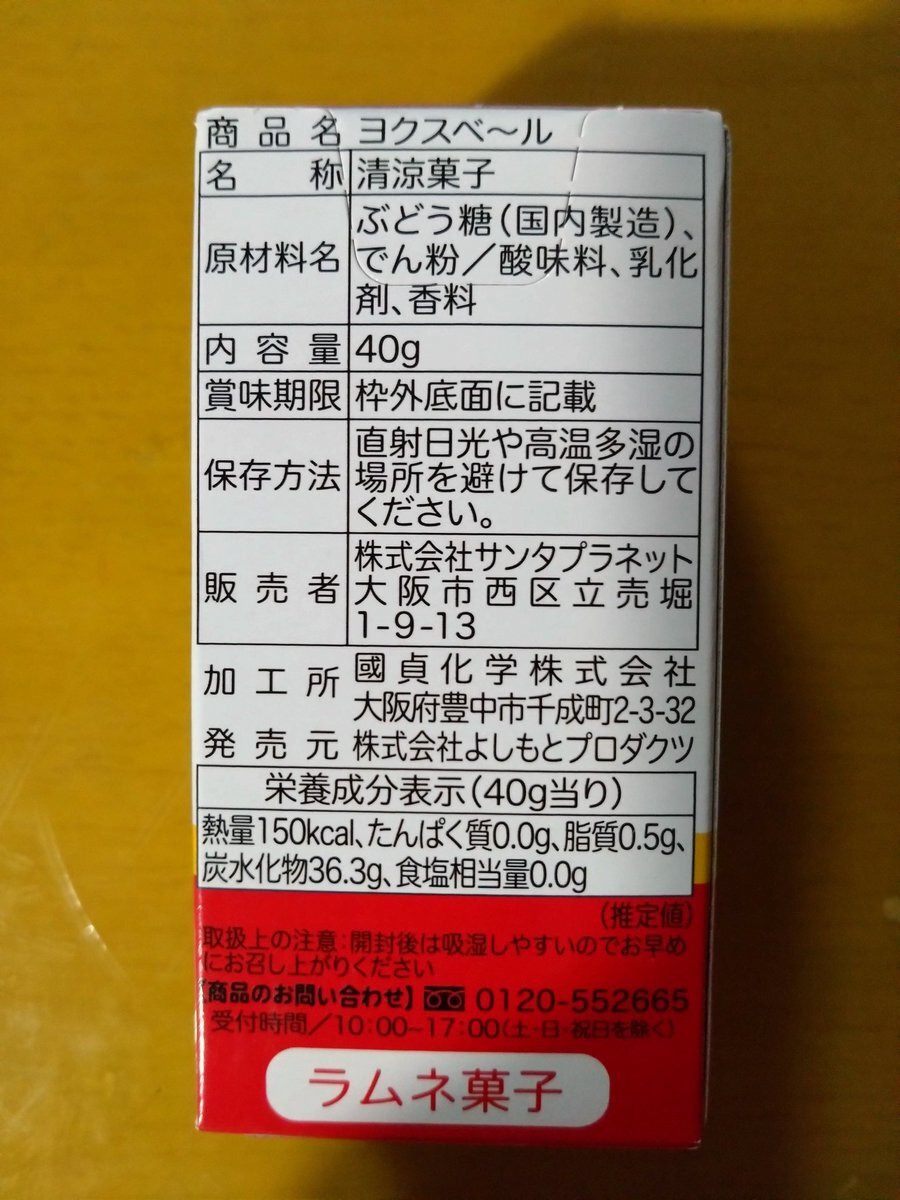 商品名 ヨクスベ〜ル
名称 清涼菓子
原材料名 ぶどう糖(国内製造)、
でん粉/酸味料、乳化
剤、香料
内容量 40g
賞味期限 枠外底面に記載
保存方法 直射日光や高温多湿の
場所を避けて保存して
ください。
販売者 株式会社サンタプラネット
大阪市西区立売堀
1-9-13
加工所 國貞化学株式会社
大阪府豊中市千成町2-3-32
発売元 株式会社よしもとプロダクツ
栄養成分表示(40g当り)
熱量150kcal、たんぱく質0.0g、脂質0.5g、
炭水化物36.3g、食塩相当量0.0g
(推定値)
取扱上の注意:開封後は吸湿しやすいのでお早め
にお召し上がりください
【商品のお問い合わせ】 0120-552665
受付時間/10:00~17:00(土・日・祝日を除く)
ラムネ菓子